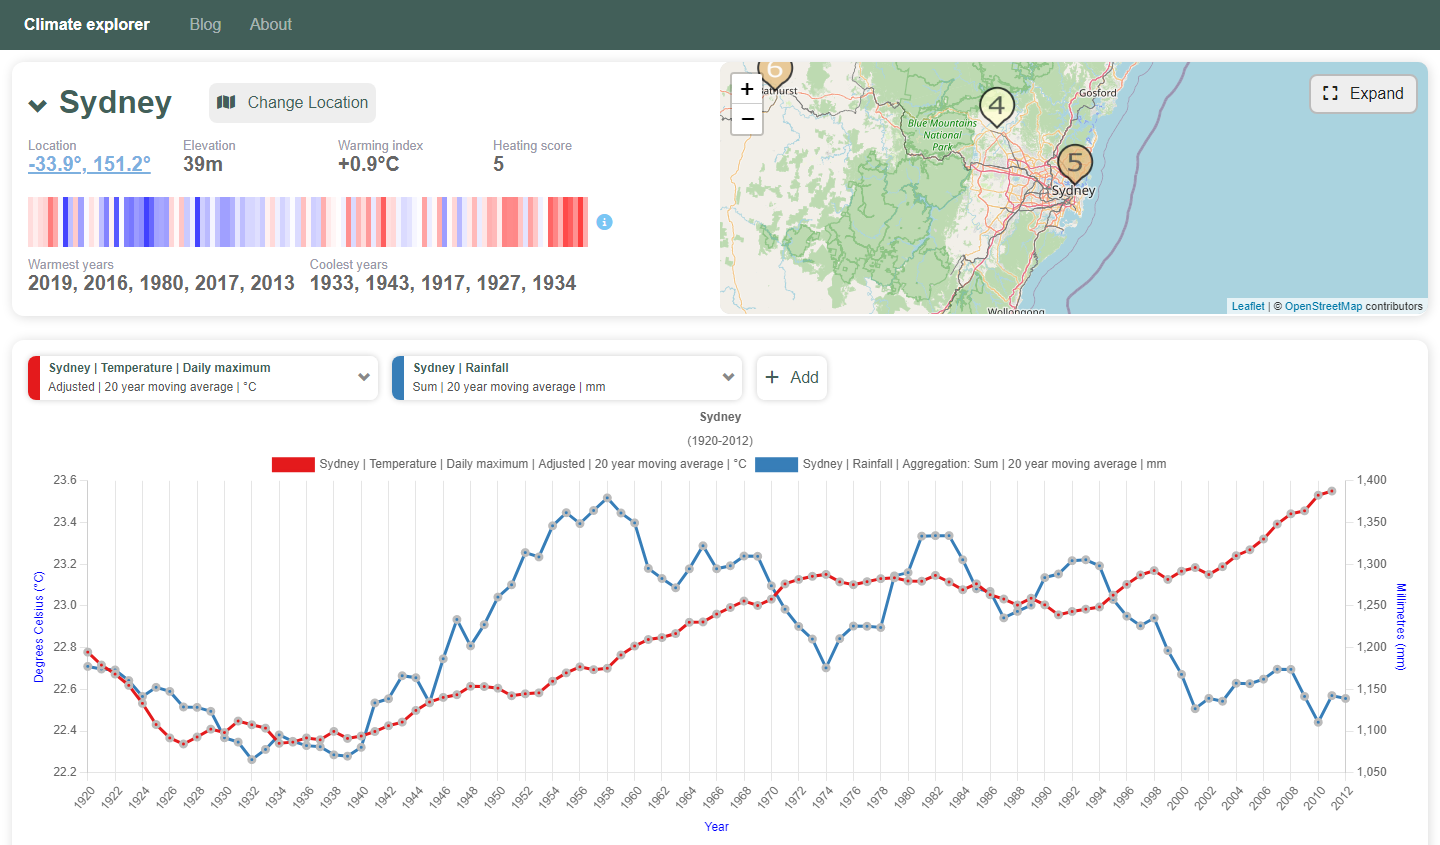 Climate explorer Blog About
Sydney
Change Location
Location Elevation Warming index Heating score
-33.9°, 151.2° 39m +0.9°C 5
Warmest years Coolest years
2019, 2016, 1980, 2017, 2013 1933, 1943, 1917, 1927, 1934
+
−
6
Bathurst
4
Gosford
Blue Mountains
National
Park
5
Sydney
Wollongong
Expand
Leaflet | © OpenStreetMap contributors
Sydney | Temperature | Daily maximum
Adjusted | 20 year moving average | °C
Sydney | Rainfall
Sum | 20 year moving average | mm
+ Add
Sydney
(1920-2012)
Sydney | Temperature | Daily maximum | Adjusted | 20 year moving average | °C
Sydney | Rainfall | Aggregation: Sum | 20 year moving average | mm
23.6
23.4
23.2
23.0
22.8
22.6
22.4
22.2
Degrees Celsius (°C)
1,400
1,350
1,300
1,250
1,200
1,150
1,100
1,050
Millimetres (mm)
1920 1922 1924 1926 1928 1930 1932 1934 1936 1938 1940 1942 1944 1946 1948 1950 1952 1954 1956 1958 1960 1962 1964 1966 1968 1970 1972 1974 1976 1978 1980 1982 1984 1986 1988 1990 1992 1994 1996 1998 2000 2002 2004 2006 2008 2010 2012
Year